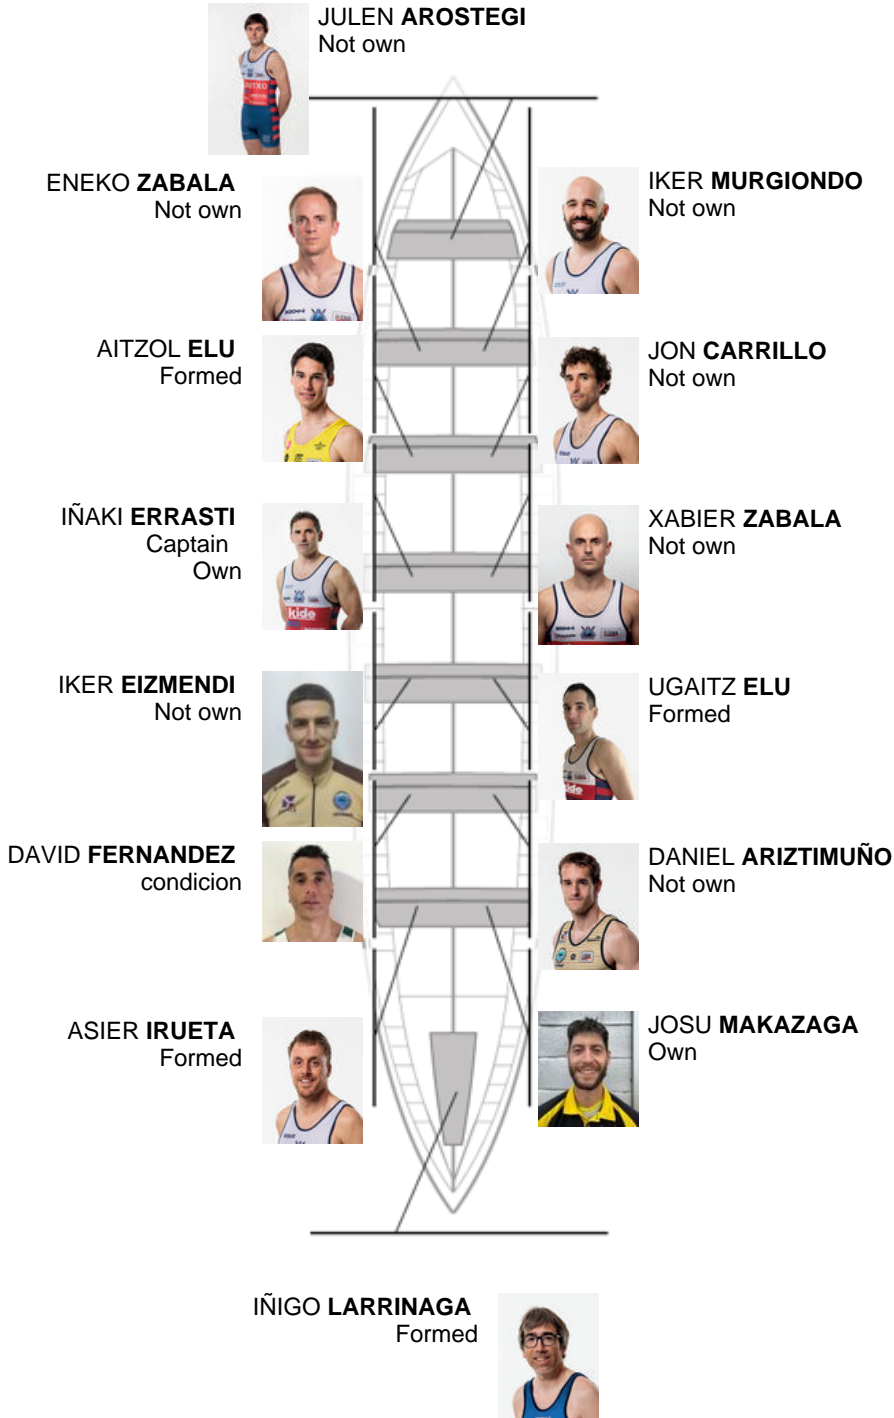 JULEN AROSTEGI
Not own
ENEKO ZABALA
Not own
IKER MURGIONDO
Not own
AITZOL ELU
Formed
JON CARRILLO
Not own
IÑAKI ERRASTI
Captain
Own
XABIER ZABALA
Not own
kide
IKER EIZMENDI
Not own
UGAITZ ELU
Formed
kide
DAVID FERNANDEZ
condicion
DANIEL ARIZTIMUÑO
Not own
ASIER IRUETA
Formed
JOSU MAKAZAGA
Own
IÑIGO LARRINAGA
Formed